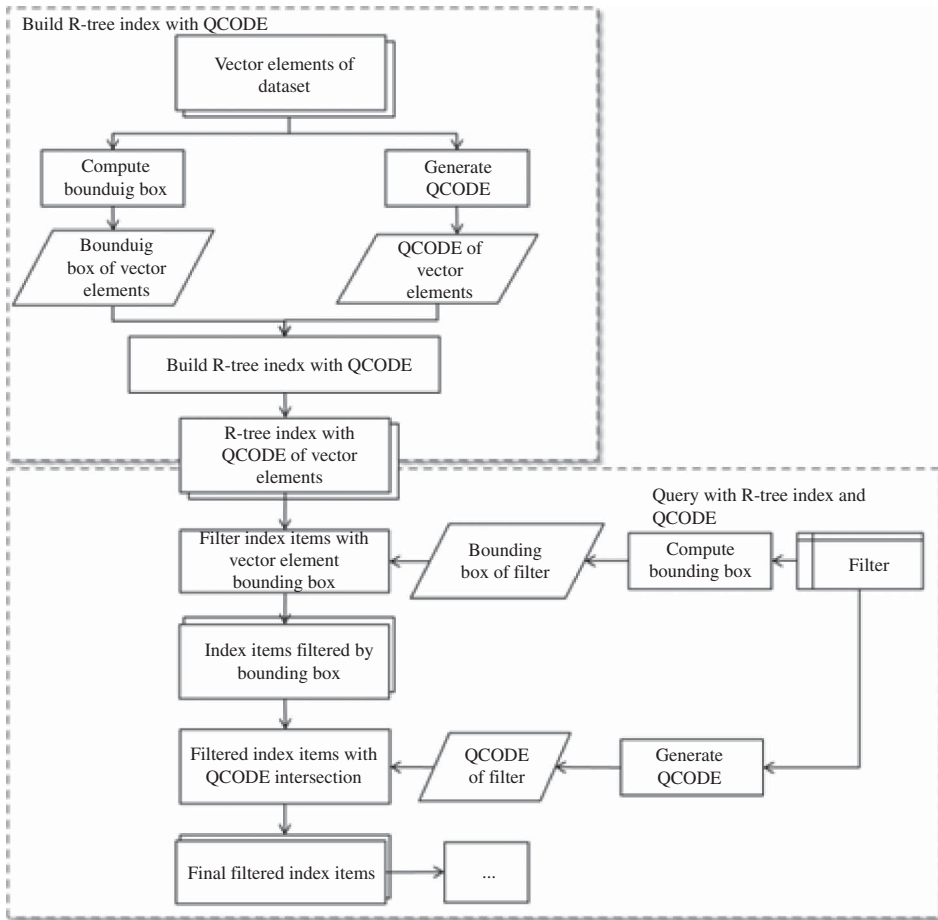 Build R-tree index with QCODE
Vector elements of
dataset
Compute
bounduig box
Generate
QCODE
Bounduig
box of vector
elements
QCODE of
vector
elements
Build R-tree inedx with QCODE
R-tree index with
QCODE of vector
elements
Query with R-tree index and
QCODE
Filter index items with
vector element
bounding box
Bounding
box of filter
Compute
bounding box
Filter
Index items filtered by
bounding box
Filtered index items with
QCODE intersection
QCODE
of filter
Generate
QCODE
Final filtered index items
...